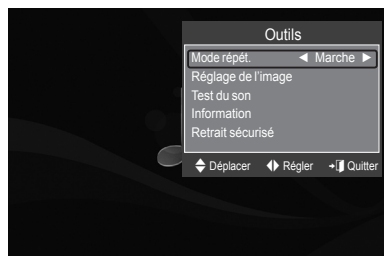 Outils
Mode répét. ◀ Marche ▶
Réglage de l'image
Test du son
Information
Retrait sécurisé
Déplacer Régler Quitter